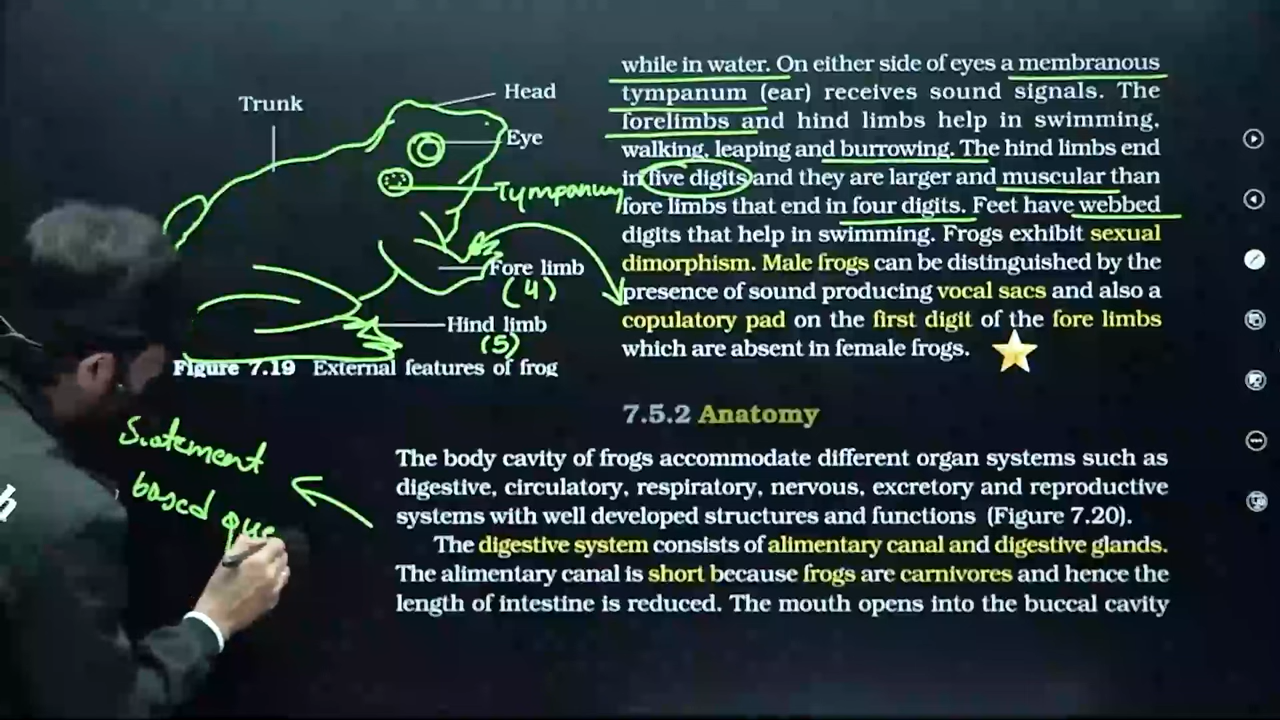 Trunk
Head
Eye
Tympanum
Fore limb
(4)
Hind limb
(5)
Figure 7.19 External features of frog
while in water. On either side of eyes a membranous
tympanum (ear) receives sound signals. The
forelimbs and hind limbs help in swimming,
walking, leaping and burrowing. The hind limbs end
in five digits and they are larger and muscular than
fore limbs that end in four digits. Feet have webbed
digits that help in swimming. Frogs exhibit sexual
dimorphism. Male frogs can be distinguished by the
presence of sound producing vocal sacs and also a
copulatory pad on the first digit of the fore limbs
which are absent in female frogs.
7.5.2 Anatomy
Statement
based que
The body cavity of frogs accommodate different organ systems such as
digestive, circulatory, respiratory, nervous, excretory and reproductive
systems with well developed structures and functions (Figure 7.20).
The digestive system consists of alimentary canal and digestive glands.
The alimentary canal is short because frogs are carnivores and hence the
length of intestine is reduced. The mouth opens into the buccal cavity
h